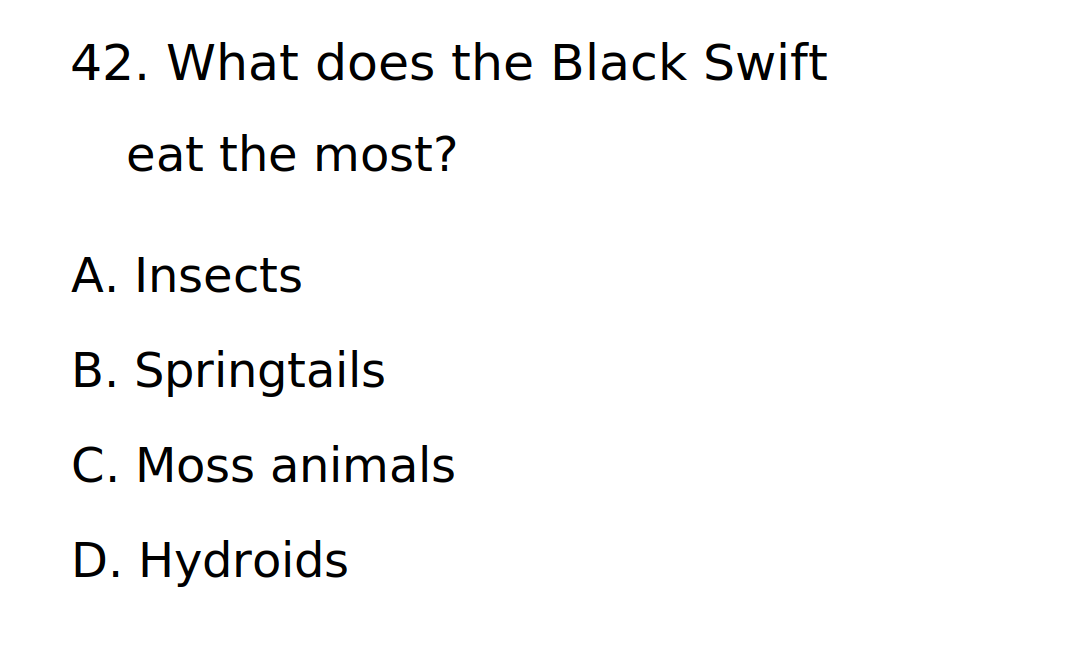 42. What does the Black Swift
eat the most?
A. Insects
B. Springtails
C. Moss animals
D. Hydroids